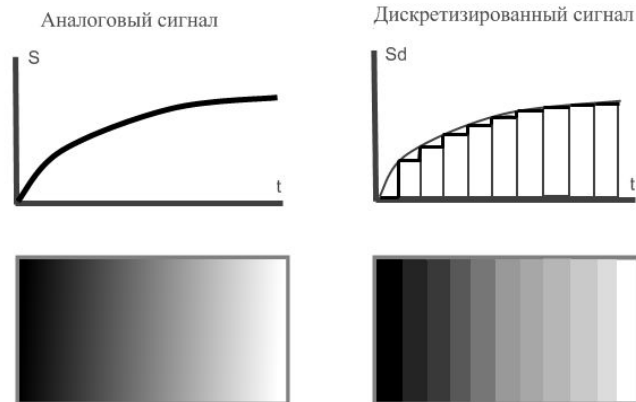 Аналоговый сигнал
Дискретизированный сигнал
S
t
Sd
t